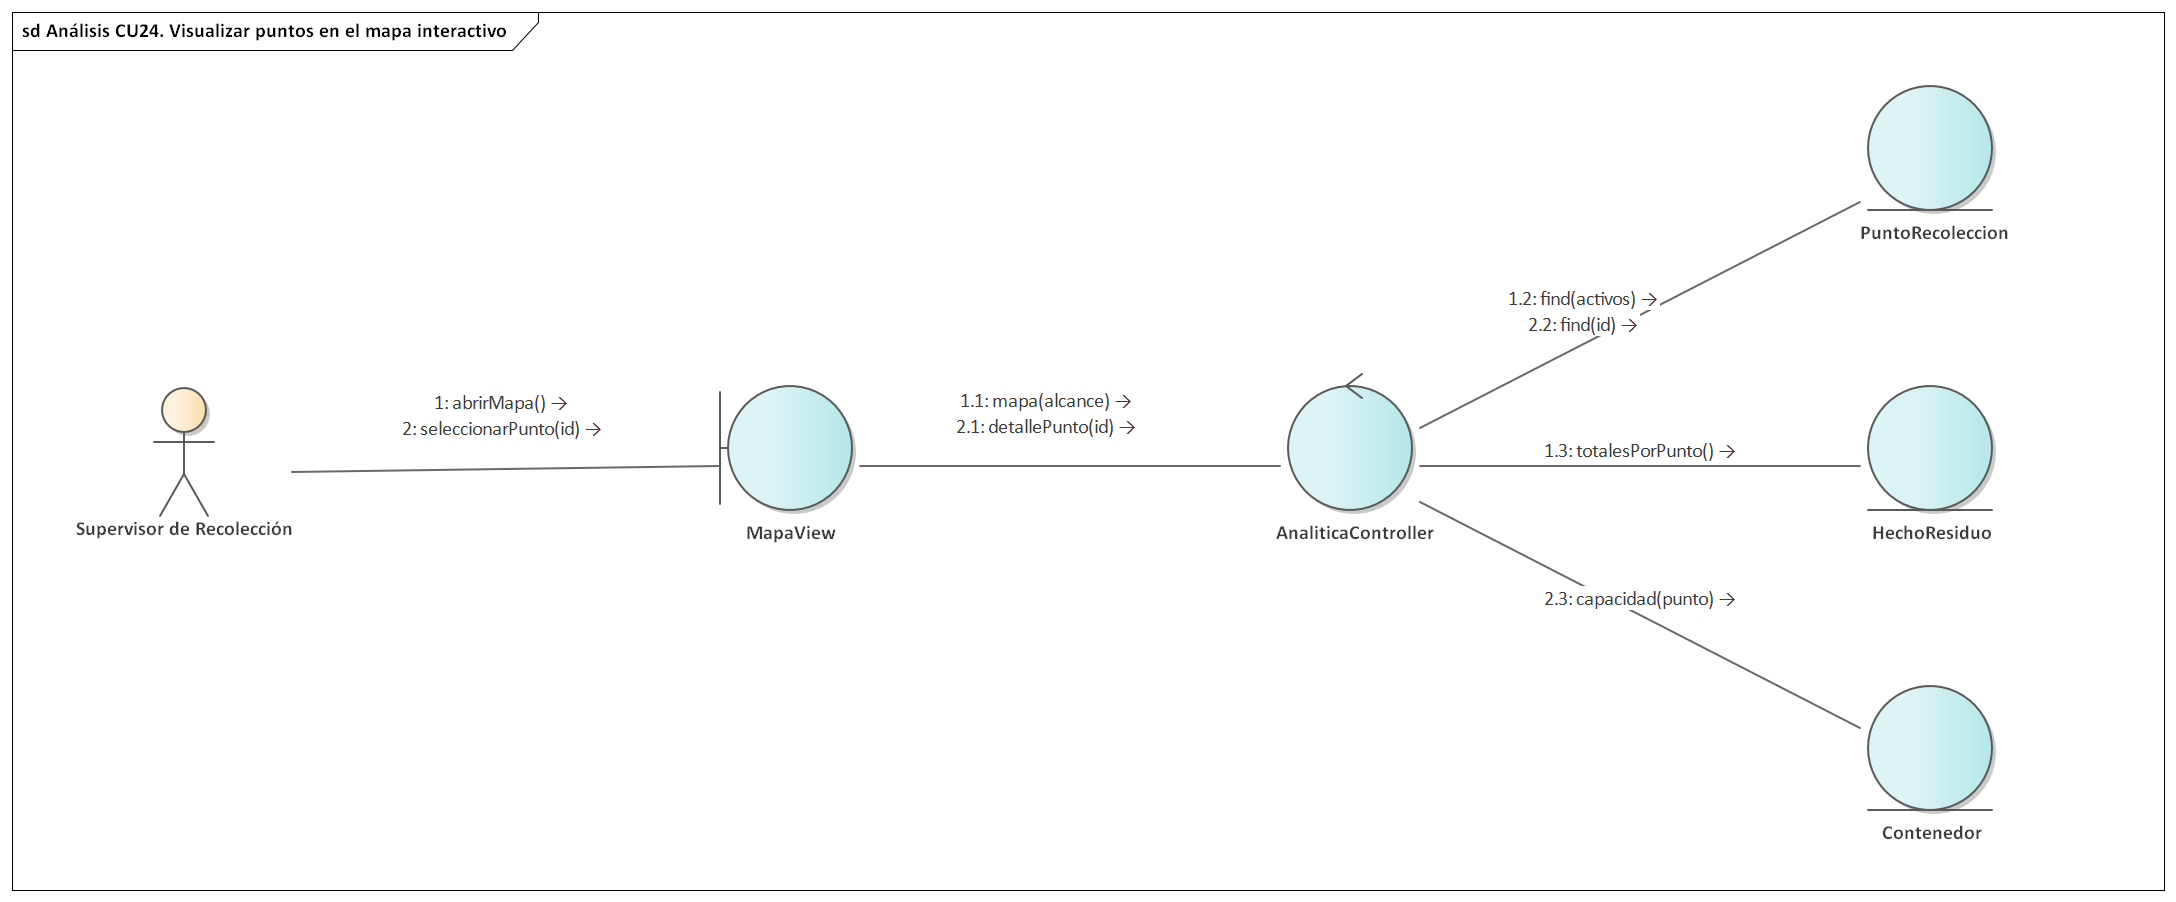 sd Análisis CU24. Visualizar puntos en el mapa interactivo
PuntoRecoleccion
1.2: find(activos) →
2.2: find(id) →
1: abrirMapa() →
2: seleccionarPunto(id) →
1.1: mapa(alcance) →
2.1: detallePunto(id) →
1.3: totalesPorPunto() →
Supervisor de Recolección
MapaView
AnaliticaController
HechoResiduo
2.3: capacidad(punto) →
Contenedor